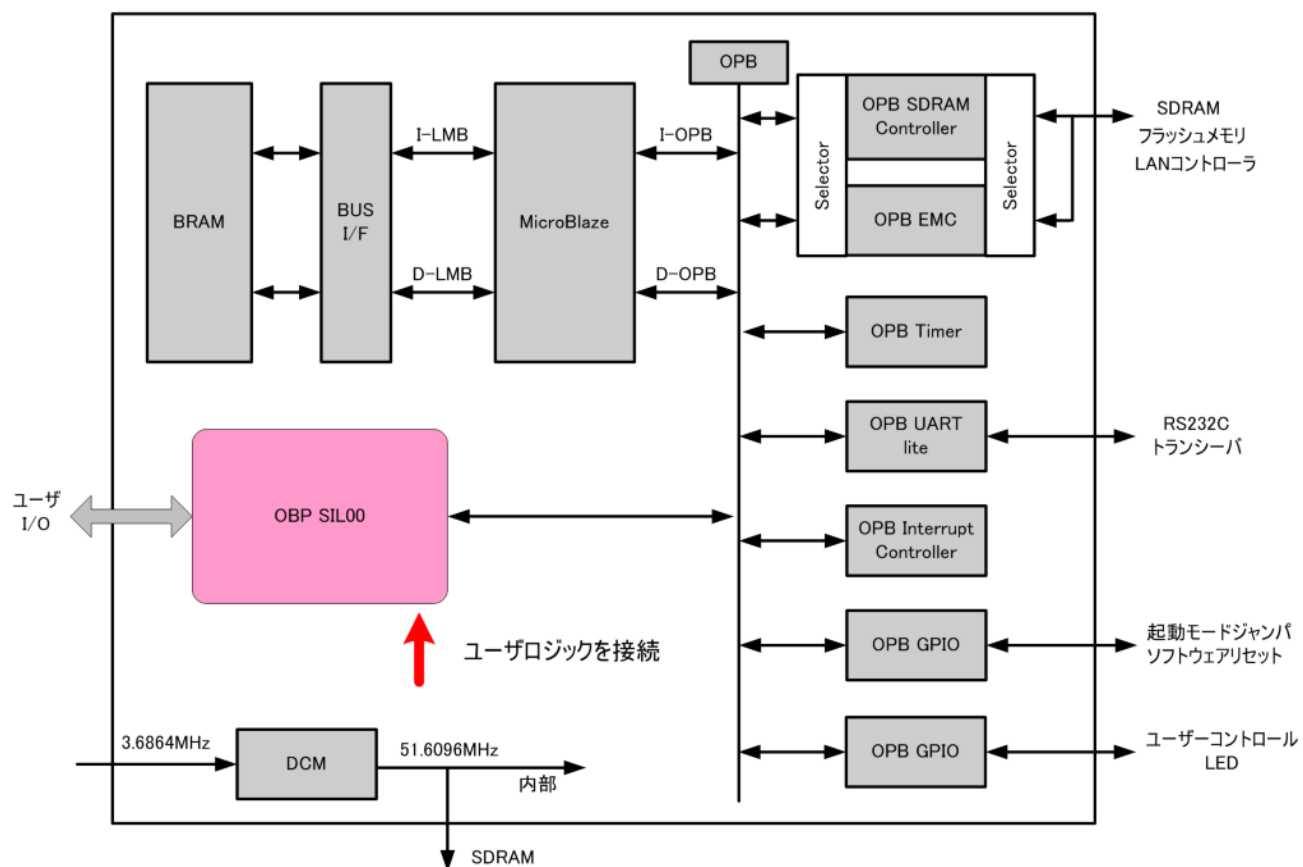 OPB
BRAM
BUS
I/F
MicroBlaze
I-LMB
D-LMB
I-OPB
D-OPB
Selector
OPB SDRAM
Controller
OPB EMC
Selector
SDRAM
フラッシュメモリ
LANコントローラ
OPB Timer
OPB UART
lite
RS232C
トランシーバ
ユーザ
I/O
OBP SIL00
ユーザロジックを接続
OPB Interrupt
Controller
OPB GPIO
起動モードジャンパ
ソフトウェアリセット
OPB GPIO
ユーザーコントロール
LED
3.6864MHz
DCM
51.6096MHz
内部
SDRAM